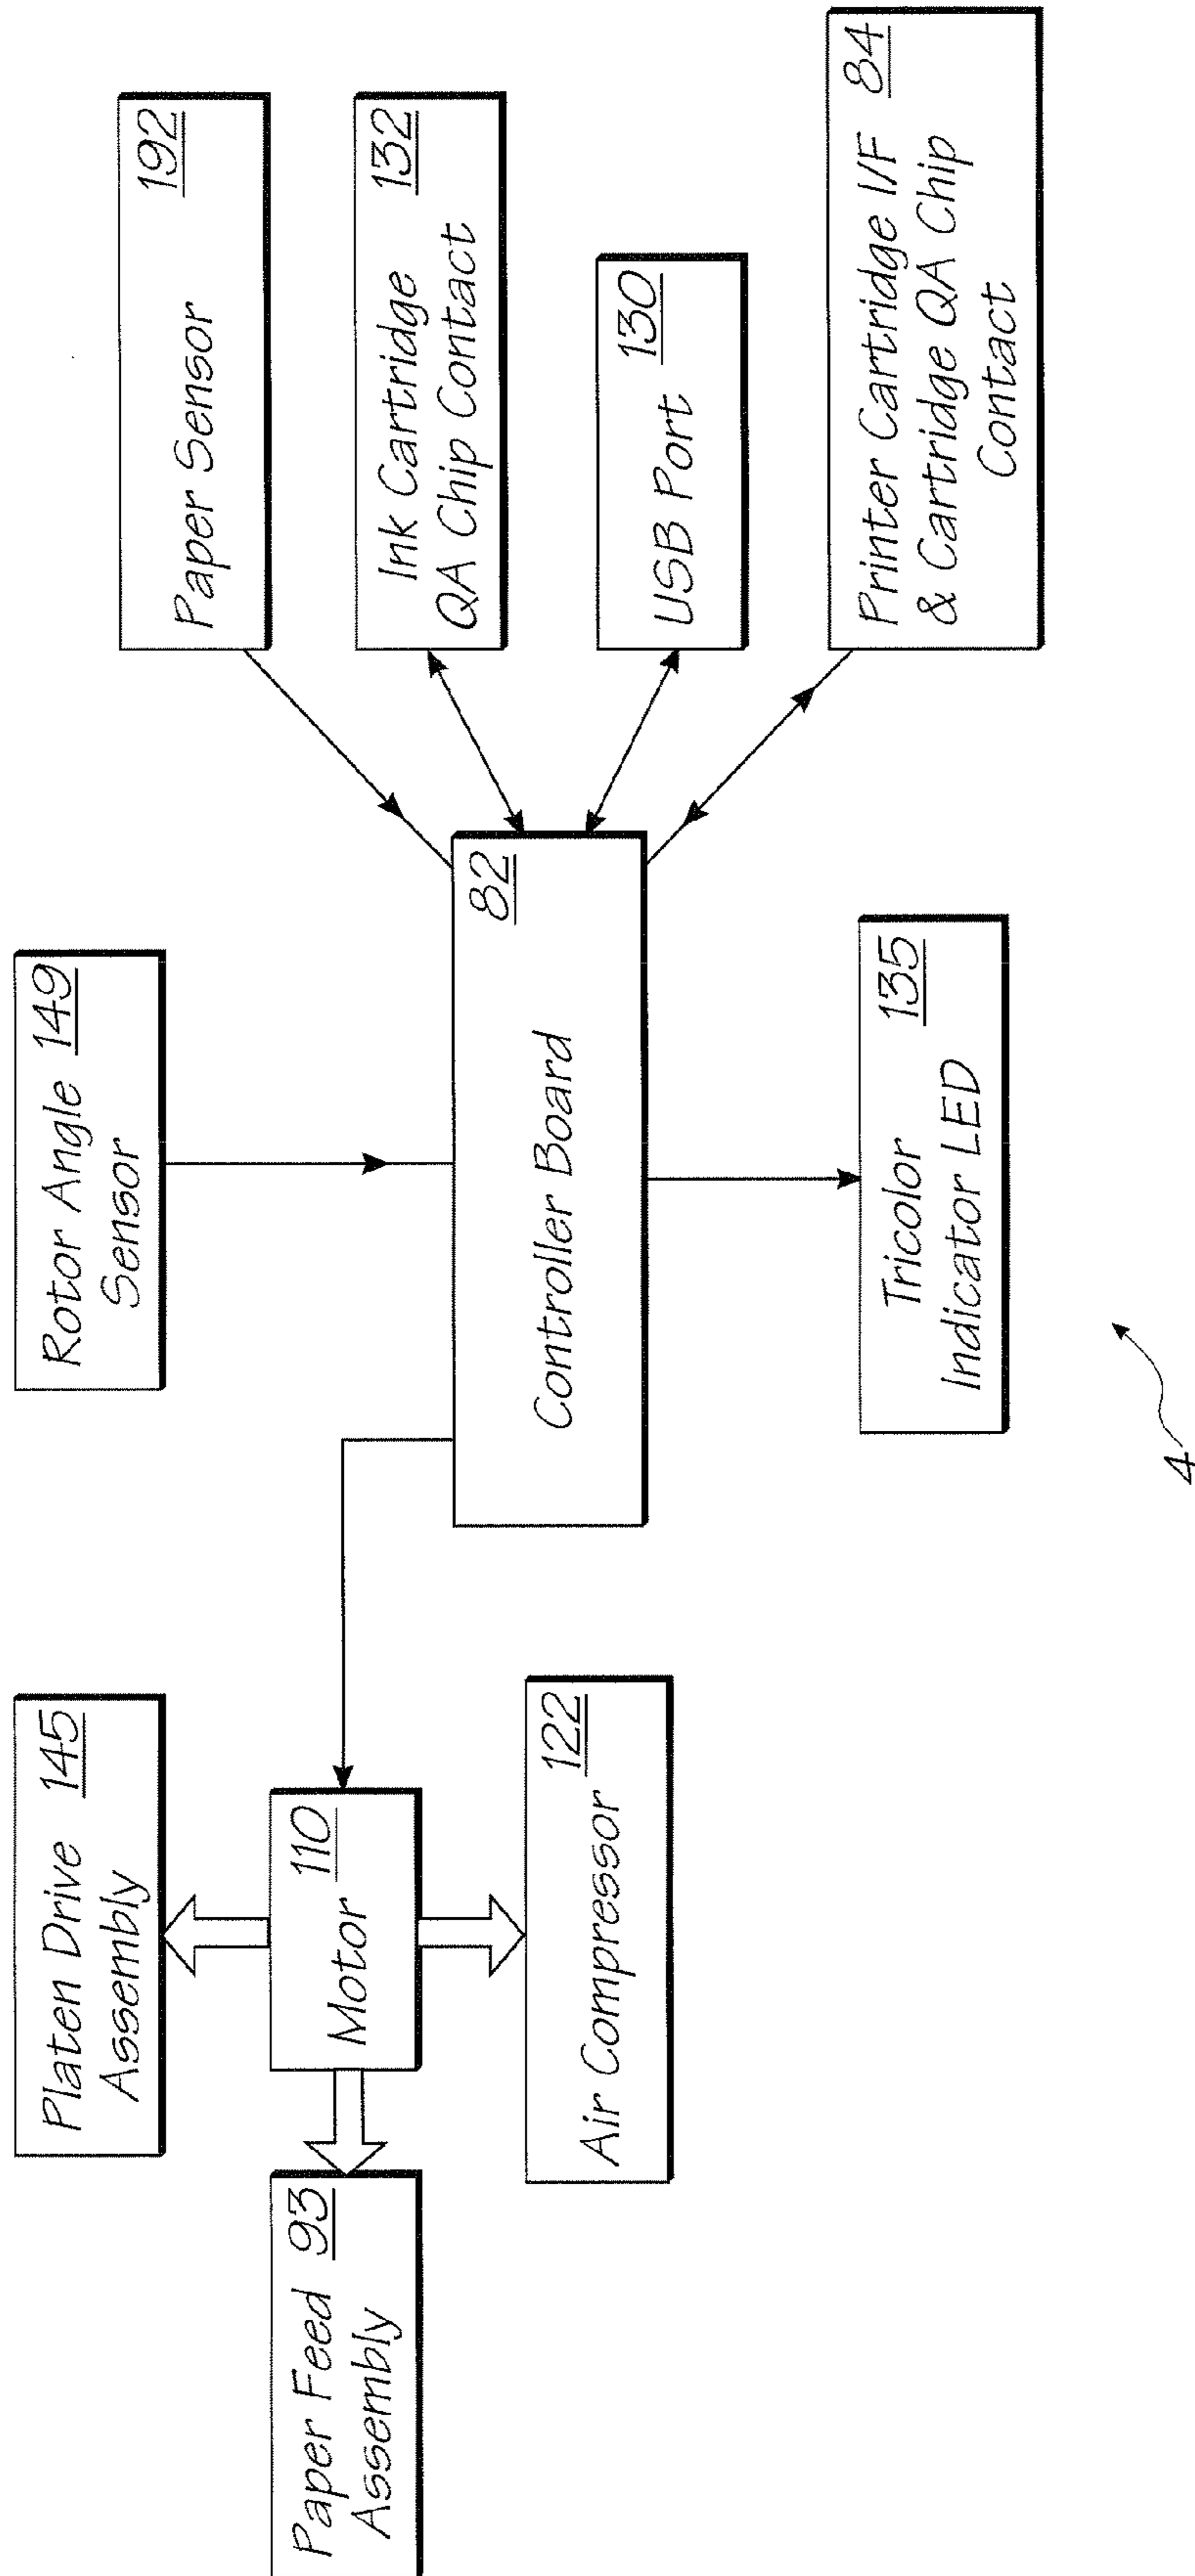 Platen Drive 145
Assembly
Rotor Angle 149
Sensor
Paper Sensor 192
Paper Feed 93
Assembly
Motor 110
Controller Board 82
Ink Cartridge 132
QA Chip Contact
Air Compressor 122
USB Port 130
Tricolor
Indicator LED 135
Printer Cartridge I/F 84
& Cartridge QA Chip
Contact
4